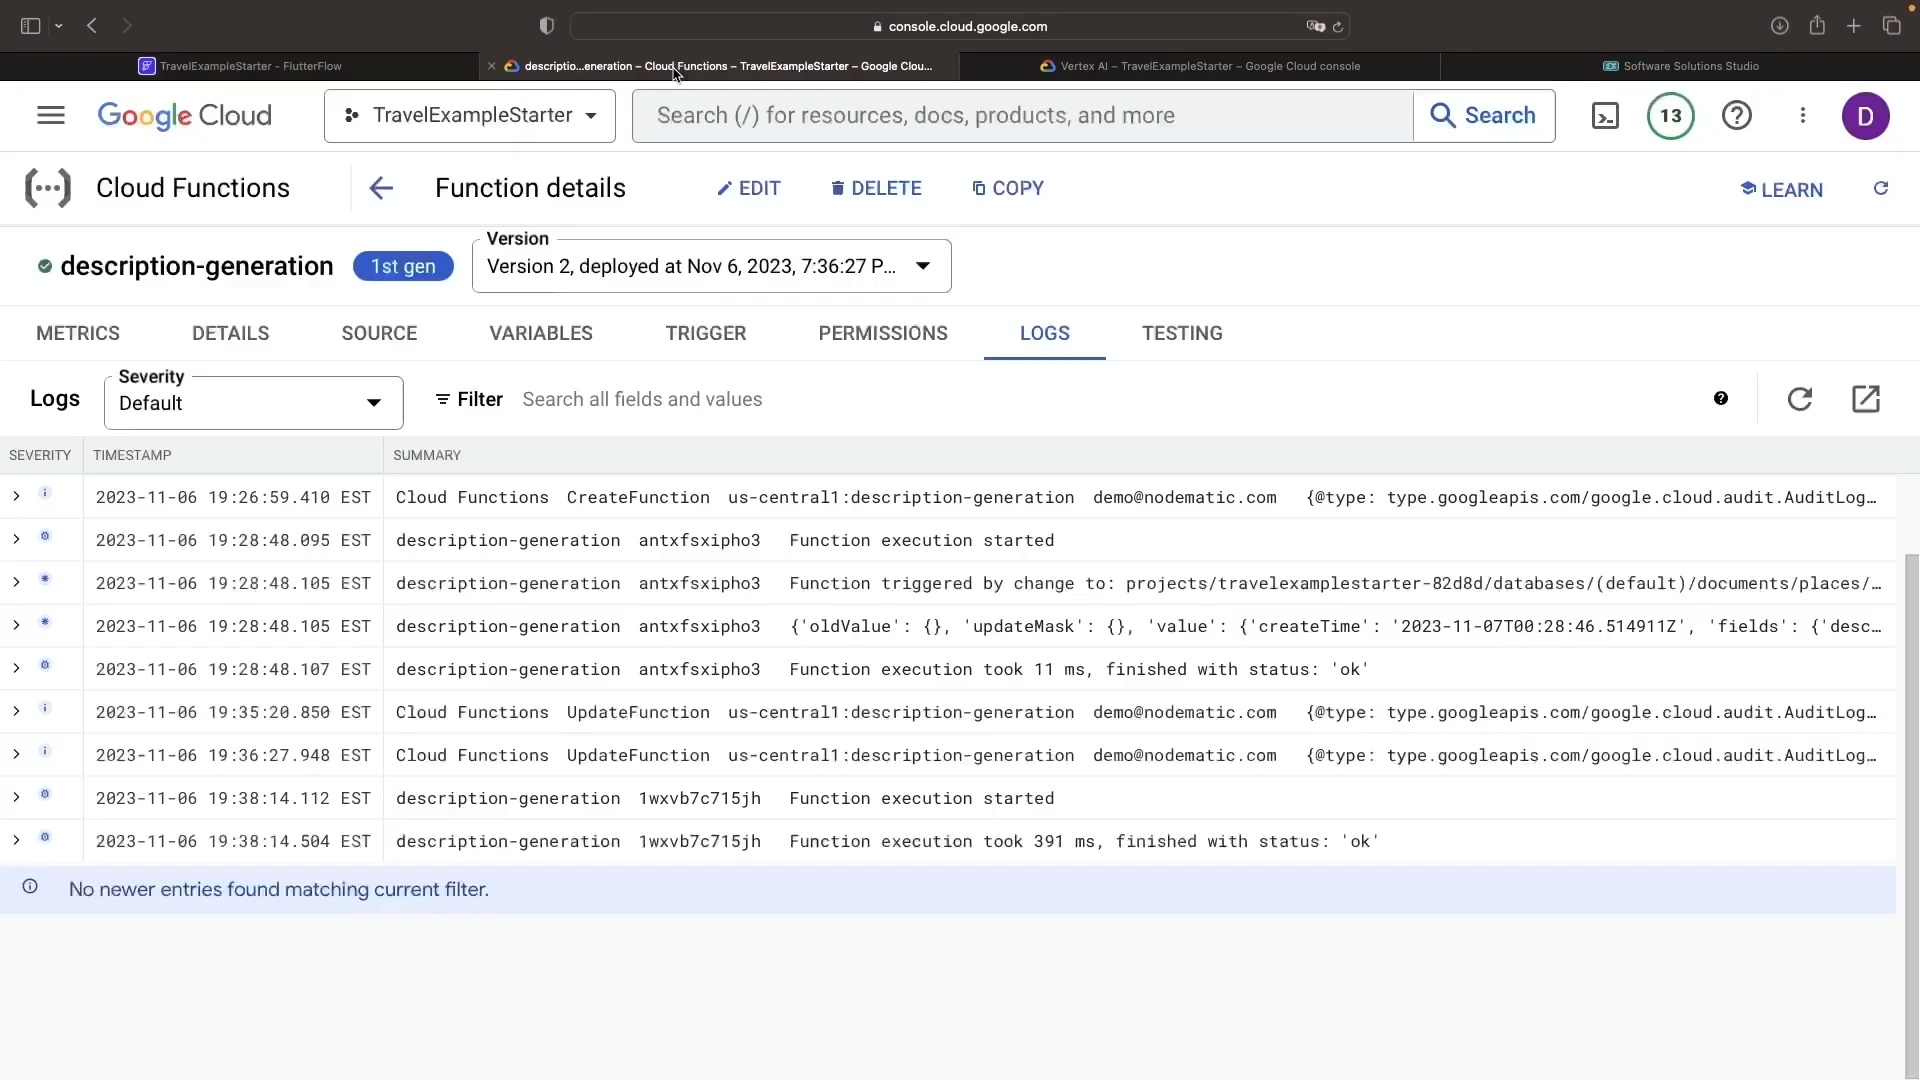 console.cloud.google.com
TravelExampleStarter - FlutterFlow
descriptio...eneration – Cloud Functions – TravelExampleStarter – Google Clou...
Vertex AI – TravelExampleStarter – Google Cloud console
Software Solutions Studio
Google Cloud
TravelExampleStarter
Search (/) for resources, docs, products, and more
Search
13
D
Cloud Functions
Function details
EDIT
DELETE
COPY
LEARN
description-generation
1st gen
Version
Version 2, deployed at Nov 6, 2023, 7:36:27 P...
METRICS
DETAILS
SOURCE
VARIABLES
TRIGGER
PERMISSIONS
LOGS
TESTING
Logs
Severity
Default
Filter
Search all fields and values
SEVERITY TIMESTAMP SUMMARY
2023-11-06 19:26:59.410 EST Cloud Functions CreateFunction us-central1:description-generation demo@nodematic.com {@type: type.googleapis.com/google.cloud.audit.AuditLog…
2023-11-06 19:28:48.095 EST description-generation antxfsxipho3 Function execution started
2023-11-06 19:28:48.105 EST description-generation antxfsxipho3 Function triggered by change to: projects/travelexamplestarter-82d8d/databases/(default)/documents/places/…
2023-11-06 19:28:48.105 EST description-generation antxfsxipho3 {'oldValue': {}, 'updateMask': {}, 'value': {'createTime': '2023-11-07T00:28:46.514911Z', 'fields': {'desc…
2023-11-06 19:28:48.107 EST description-generation antxfsxipho3 Function execution took 11 ms, finished with status: 'ok'
2023-11-06 19:35:20.850 EST Cloud Functions UpdateFunction us-central1:description-generation demo@nodematic.com {@type: type.googleapis.com/google.cloud.audit.AuditLog…
2023-11-06 19:36:27.948 EST Cloud Functions UpdateFunction us-central1:description-generation demo@nodematic.com {@type: type.googleapis.com/google.cloud.audit.AuditLog…
2023-11-06 19:38:14.112 EST description-generation 1wxvb7c715jh Function execution started
2023-11-06 19:38:14.504 EST description-generation 1wxvb7c715jh Function execution took 391 ms, finished with status: 'ok'
No newer entries found matching current filter.